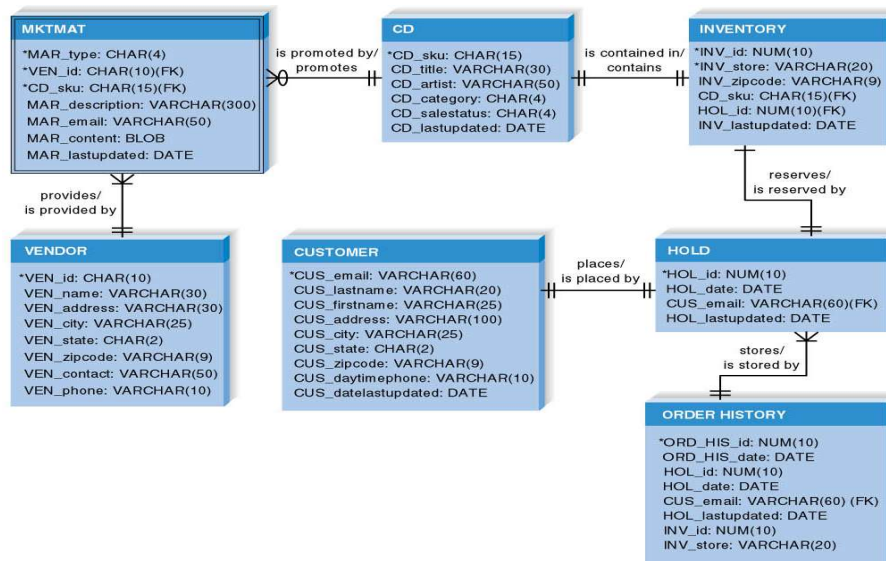 MKTMAT
*MAR_type: CHAR(4)
*VEN_id: CHAR(10)(FK)
*CD_sku: CHAR(15)(FK)
MAR_description: VARCHAR(300)
MAR_email: VARCHAR(50)
MAR_content: BLOB
MAR_lastupdated: DATE
is promoted by/
promotes
CD
*CD_sku: CHAR(15)
CD_title: VARCHAR(30)
CD_artist: VARCHAR(50)
CD_category: CHAR(4)
CD_salestatus: CHAR(4)
CD_lastupdated: DATE
is contained in/
contains
INVENTORY
*INV_id: NUM(10)
*INV_store: VARCHAR(20)
INV_zipcode: VARCHAR(9)
CD_sku: CHAR(15)(FK)
HOL_id: NUM(10)(FK)
INV_lastupdated: DATE
provides/
is provided by
reserves/
is reserved by
VENDOR
*VEN_id: CHAR(10)
VEN_name: VARCHAR(30)
VEN_address: VARCHAR(30)
VEN_city: VARCHAR(25)
VEN_state: CHAR(2)
VEN_zipcode: VARCHAR(9)
VEN_contact: VARCHAR(50)
VEN_phone: VARCHAR(10)
CUSTOMER
*CUS_email: VARCHAR(60)
CUS_lastname: VARCHAR(20)
CUS_firstname: VARCHAR(25)
CUS_address: VARCHAR(100)
CUS_city: VARCHAR(25)
CUS_state: CHAR(2)
CUS_zipcode: VARCHAR(9)
CUS_daytimephone: VARCHAR(10)
CUS_datelastupdated: DATE
places/
is placed by
HOLD
*HOL_id: NUM(10)
HOL_date: DATE
CUS_email: VARCHAR(60)(FK)
HOL_lastupdated: DATE
stores/
is stored by
ORDER HISTORY
*ORD_HIS_id: NUM(10)
ORD_HIS_date: DATE
HOL_id: NUM(10)
HOL_date: DATE
CUS_email: VARCHAR(60) (FK)
HOL_lastupdated: DATE
INV_id: NUM(10)
INV_store: VARCHAR(20)